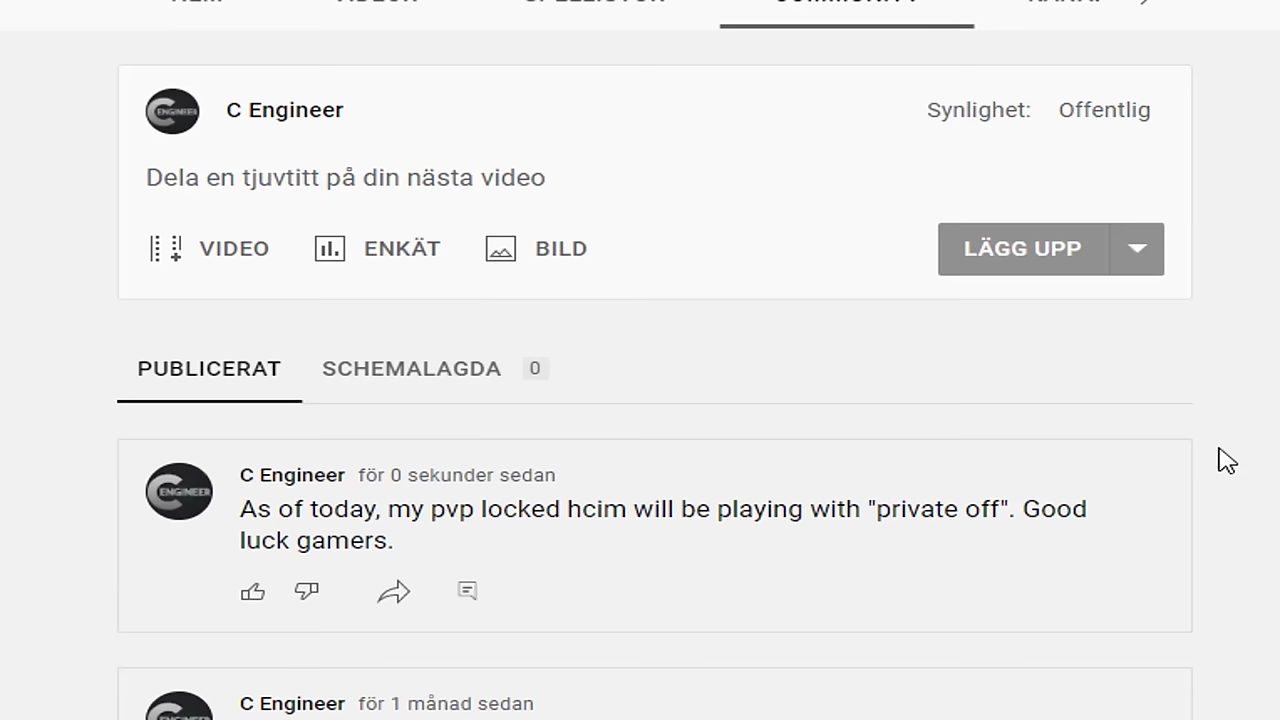 C Engineer
Synlighet: Offentlig
Dela en tjuvtitt på din nästa video
VIDEO ENKÄT BILD
LÄGG UPP
PUBLICERAT SCHEMALAGDA 0
C Engineer för 0 sekunder sedan
As of today, my pvp locked hcim will be playing with "private off". Good
luck gamers.
C Engineer för 1 månad sedan